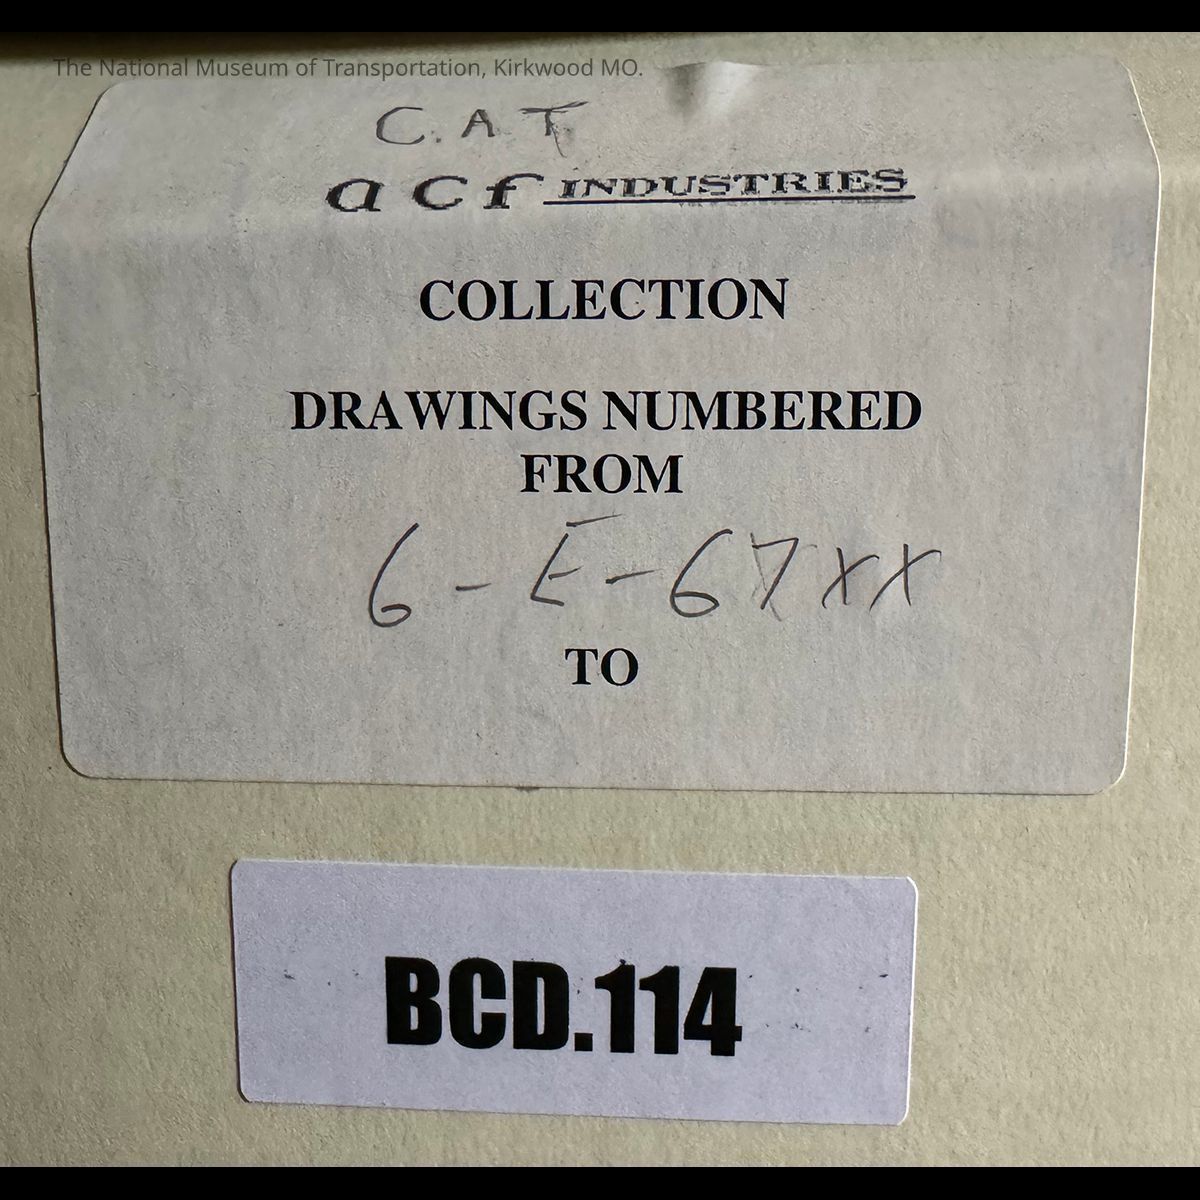 The National Museum of Transportation, Kirkwood MO.
C.A.T.
acf INDUSTRIES
COLLECTION
DRAWINGS NUMBERED
FROM
6-E-67XX
TO
BCD.114